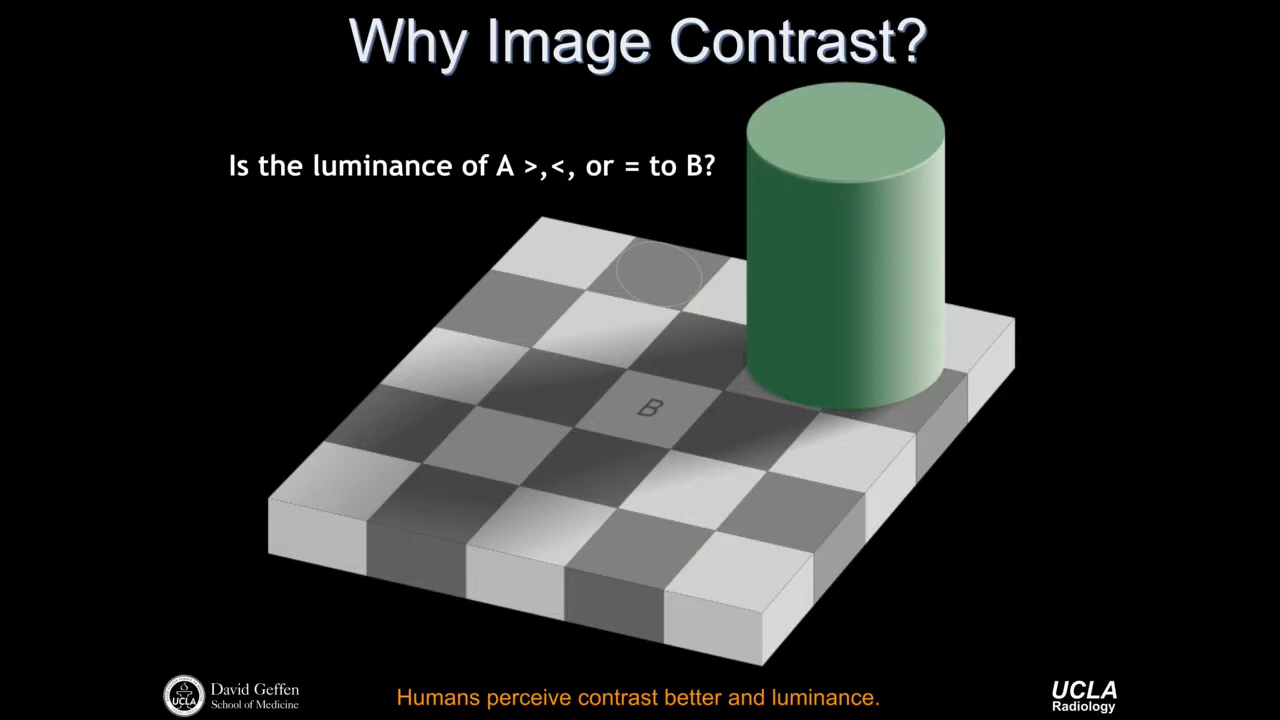 Why Image Contrast?
Is the luminance of A >,<, or = to B?
B
UCLA
David Geffen
School of Medicine
Humans perceive contrast better and luminance.
UCLA
Radiology